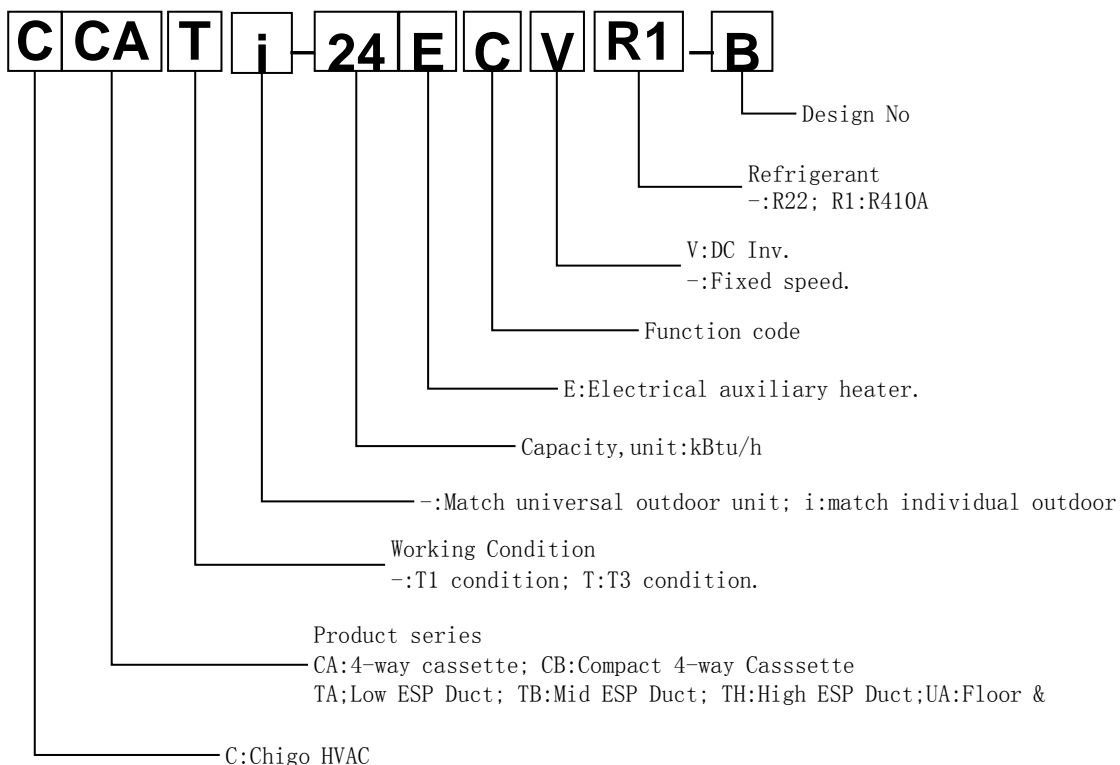 C CA T i - 24 E C V R1 - B
Design No
Refrigerant
-:R22; R1:R410A
V:DC Inv.
-:Fixed speed.
Function code
E:Electrical auxiliary heater.
Capacity,unit:kBtu/h
-:Match universal outdoor unit; i:match individual outdoor
Working Condition
-:T1 condition; T:T3 condition.
Product series
CA:4-way cassette; CB:Compact 4-way Casssette
TA;Low ESP Duct; TB:Mid ESP Duct; TH:High ESP Duct;UA:Floor &
C:Chigo HVAC